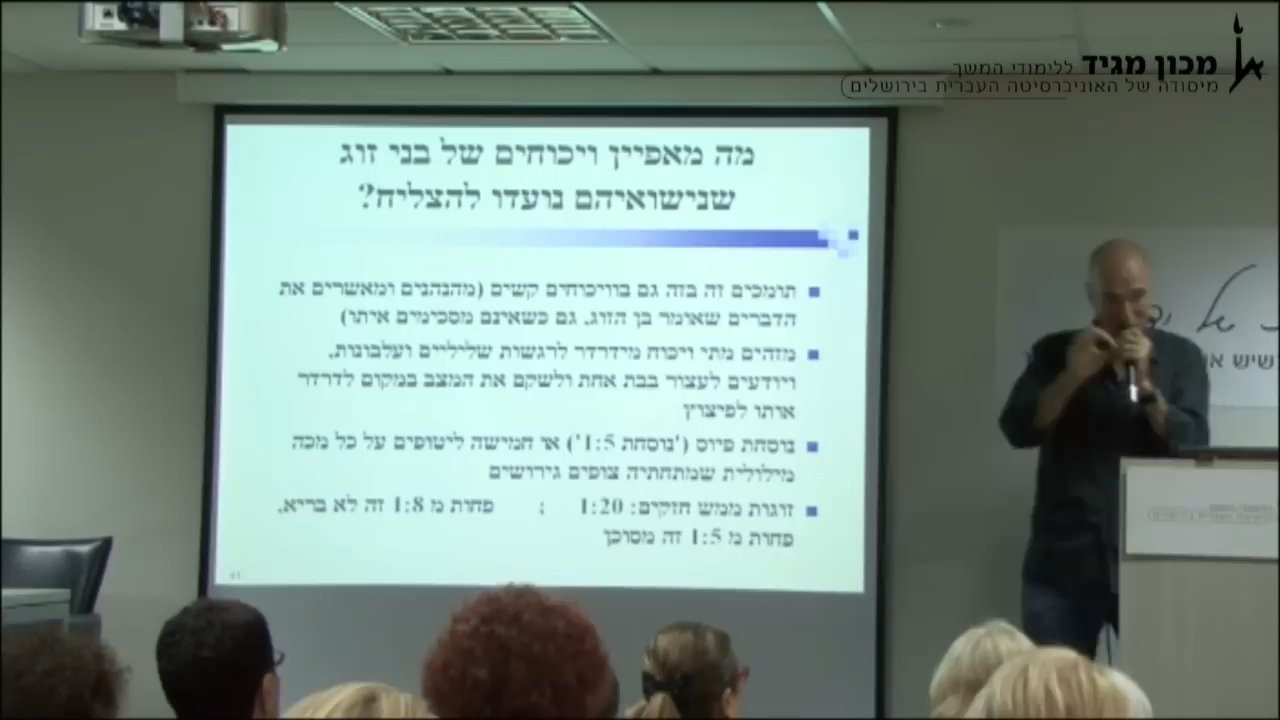 מכון מגיד ללימודי המשך
מיסודה של האוניברסיטה העברית בירושלים
מה מאפיין ויכוחים של בני זוג
שנישואיהם נועדו להצליח?
תומכים זה בזה גם בוויכוחים קשים (מהנהנים ומאשרים את
הדברים שאומר בן הזוג, גם כשאינם מסכימים איתו)
מזהים מתי ויכוח מידרדר לרגשות שליליים ועלבונות,
ויודעים לעצור בבת אחת ולשקם את המצב במקום לדרדר
אותו לפיצוץ
נוסחת פיוס ('נוסחת 1:5') או חמישה ליטופים על כל מכה
מילולית שמתחתיה צופים גירושים
זוגות ממש חזקים: 1:20 ; פחות מ 1:8 זה לא בריא,
פחות מ 1:5 זה מסוכן
של
שיש